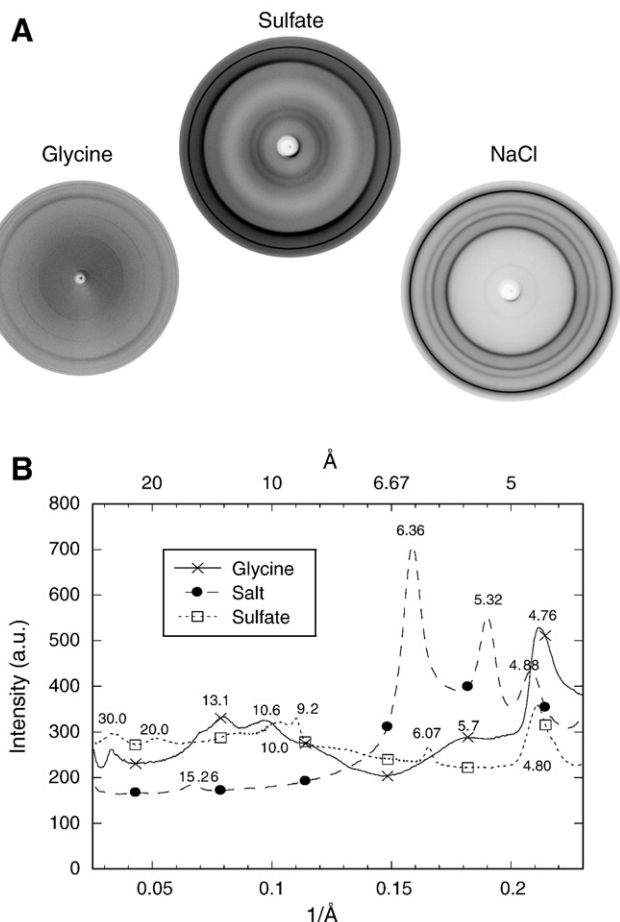 A
Sulfate
Glycine
NaCl
B
Å
20 10 6.67 5
800
700
600
500
400
300
200
100
0
Intensity (a.u.)
Glycine
Salt
Sulfate
6.36
5.32
4.76
4.88
13.1
10.6
9.2
30.0
20.0
10.0
6.07
5.7
15.26
4.80
0.05 0.1 0.15 0.2
1/Å